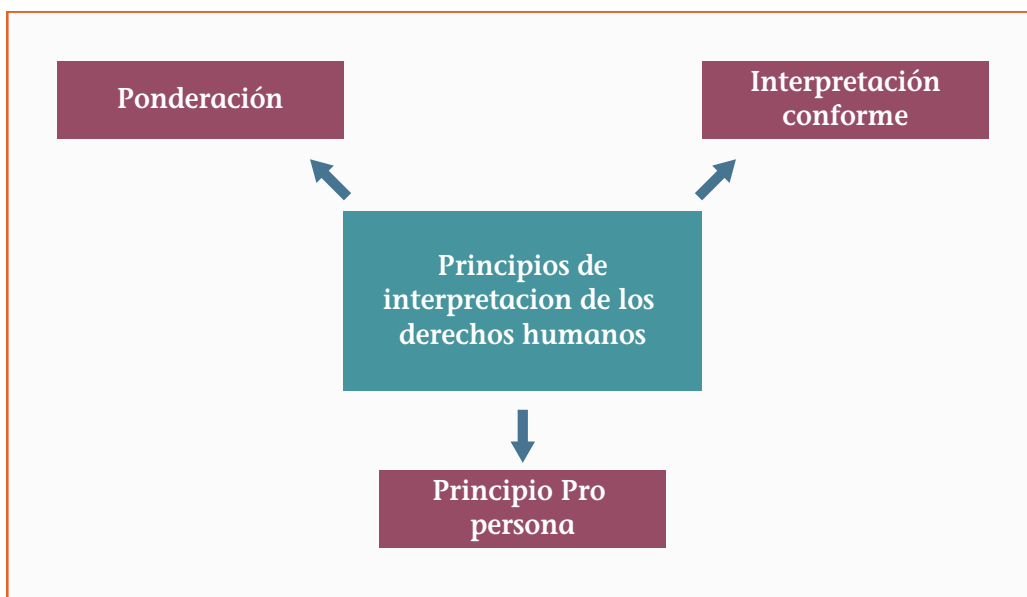 Ponderación
Interpretación
conforme
Principios de
interpretacion de los
derechos humanos
Principio Pro
persona